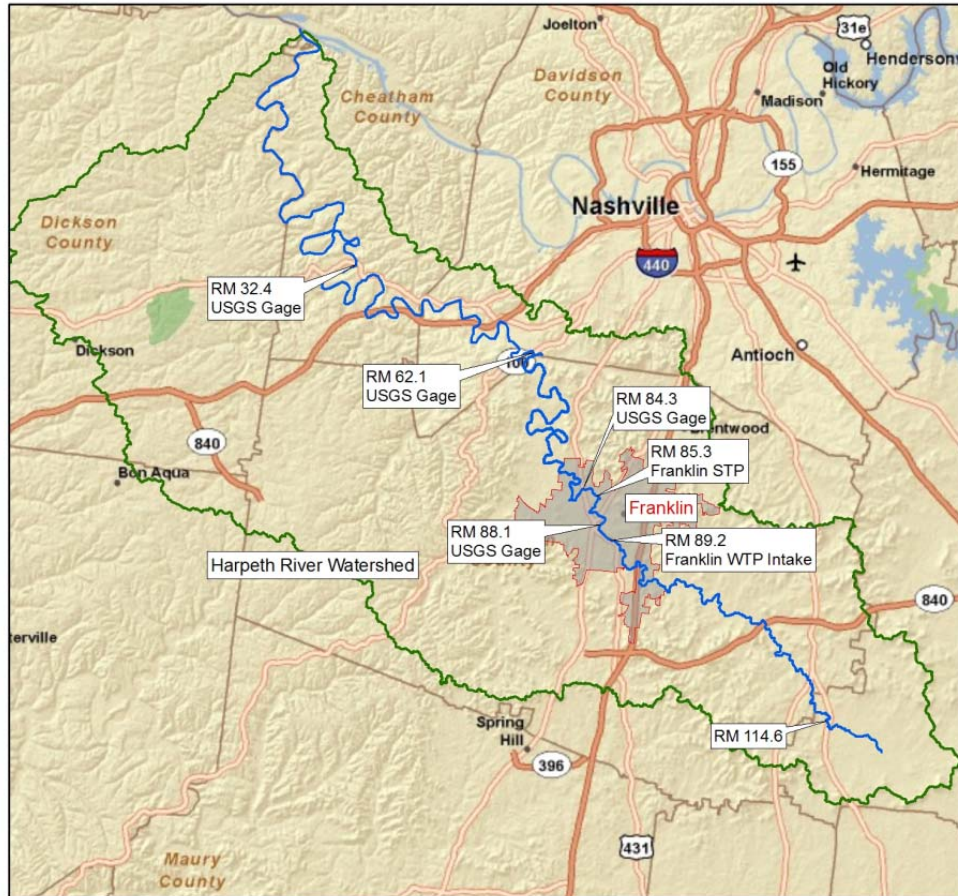 Joelton
31e
Hendersonv
Davidson
County
Old
Hickory
Cheatham
County
Madison
155
Hermitage
Nashville
Dickson
County
440
RM 32.4
USGS Gage
Dickson
100
Antioch
RM 62.1
USGS Gage
RM 84.3
USGS Gage
Brentwood
840
RM 85.3
Franklin STP
Bon Aqua
Franklin
RM 88.1
USGS Gage
RM 89.2
Franklin WTP Intake
Harpeth River Watershed
840
terville
Spring
Hill
RM 114.6
396
431
Maury
County